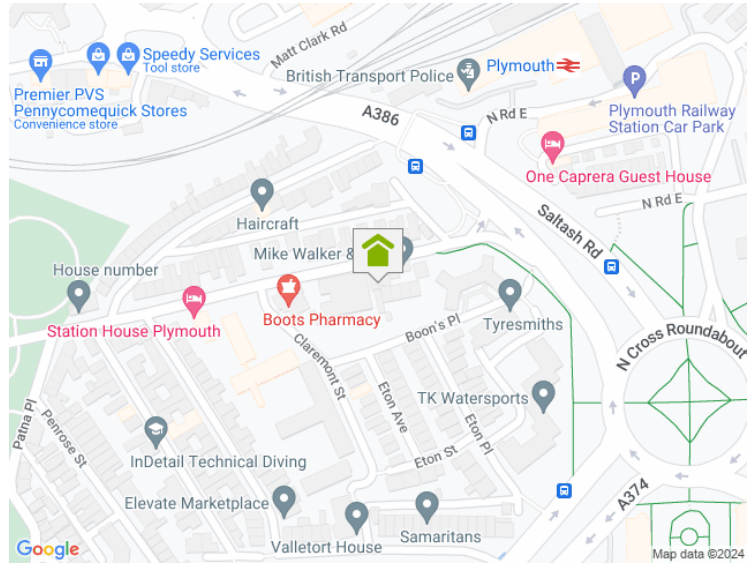 Matt Clark Rd
Speedy Services
Tool store
British Transport Police
Plymouth
Premier PVS
Pennycomequick Stores
Convenience store
A386
N Rd E
P
Plymouth Railway
Station Car Park
One Caprera Guest House
N Rd E
Saltash Rd
Haircraft
Mike Walker &
House number
Station House Plymouth
Boots Pharmacy
Boon's Pl
Tyresmiths
N Cross Roundabout
Claremont St
Eton Ave
TK Watersports
Patna Pl
Penrose St
Eton St
Eton Pl
InDetail Technical Diving
Elevate Marketplace
Valletort House
Samaritans
A374
Google
Map data ©2024